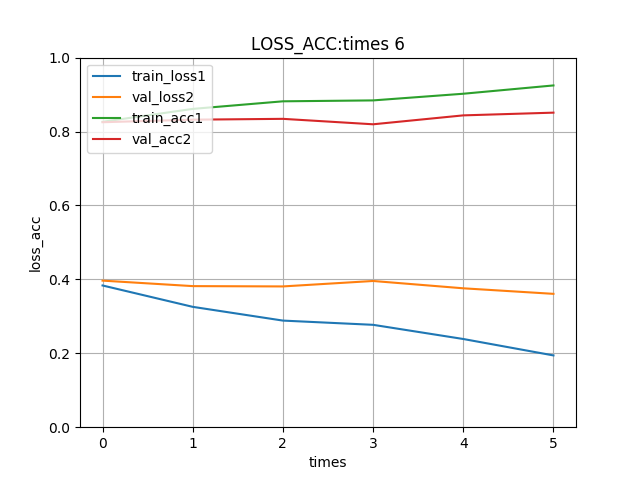 LOSS_ACC:times 6
1.0
0.8
0.6
0.4
0.2
0.0
loss_acc
train_loss1
val_loss2
train_acc1
val_acc2
0 1 2 3 4 5
times